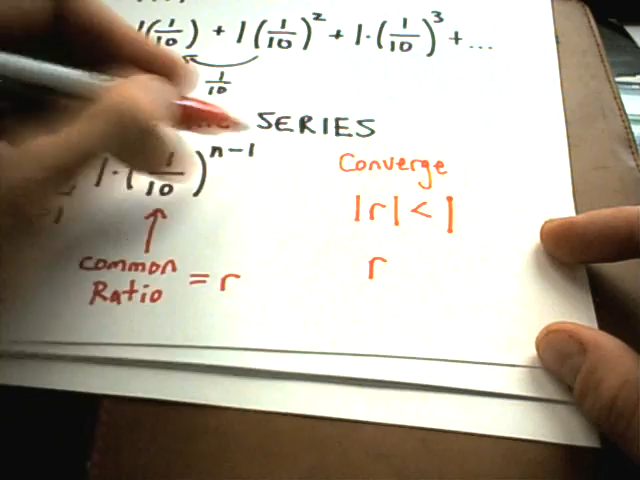 1(1/10) + 1(1/10)² + 1·(1/10)³ + ...
1/10
SERIES
1·(1/10)ⁿ⁻¹
Converge
|r| < 1
r
common
Ratio = r